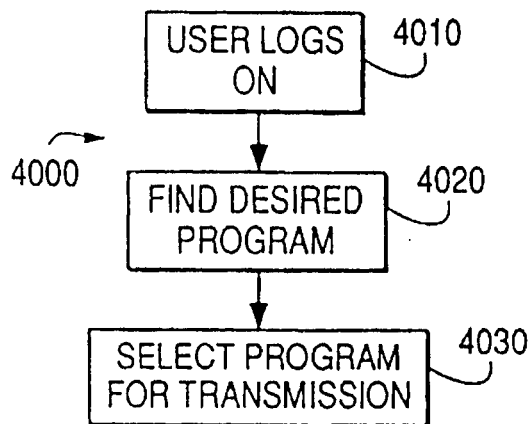 USER LOGS
ON
4010
4000
FIND DESIRED
PROGRAM
4020
SELECT PROGRAM
FOR TRANSMISSION
4030